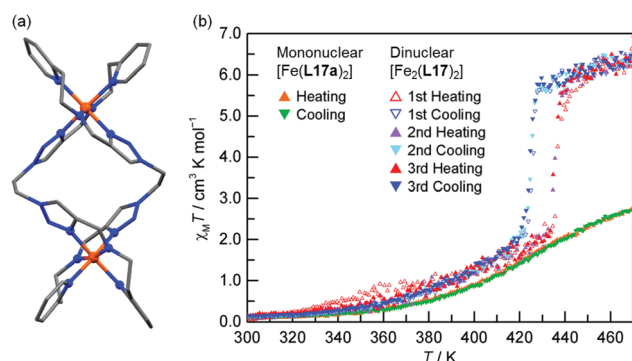 (a)
(b)
7.0
6.0
5.0
4.0
3.0
2.0
1.0
0.0
χMT / cm3 K mol−1
Mononuclear
[Fe(L17a)2]
Heating
Cooling
Dinuclear
[Fe2(L17)2]
1st Heating
1st Cooling
2nd Heating
2nd Cooling
3rd Heating
3rd Cooling
300 320 340 360 380 400 420 440 460
T / K